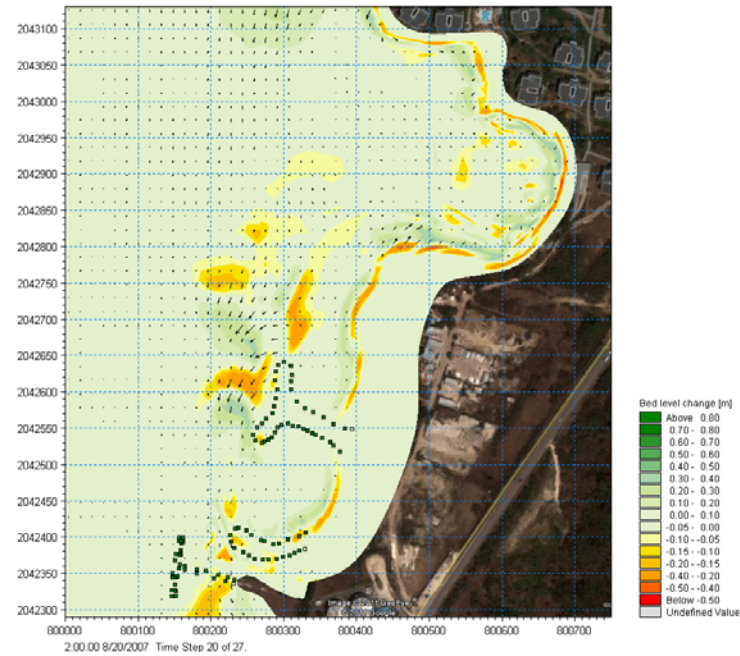 2043100
2043050
2043000
2042950
2042900
2042850
2042800
2042750
2042700
2042650
2042600
2042550
2042500
2042450
2042400
2042350
2042300
800000 800100 800200 800300 800400 800500 800600 800700
2:00:00 8/20/2007 Time Step 20 of 27.
Bed level change [m]
Above 0.80
0.70 - 0.80
0.60 - 0.70
0.50 - 0.60
0.40 - 0.50
0.30 - 0.40
0.20 - 0.30
0.10 - 0.20
0.00 - 0.10
-0.05 - 0.00
-0.10 - -0.05
-0.15 - -0.10
-0.20 - -0.15
-0.40 - -0.20
-0.50 - -0.40
Below -0.50
Undefined Value
Image
Google